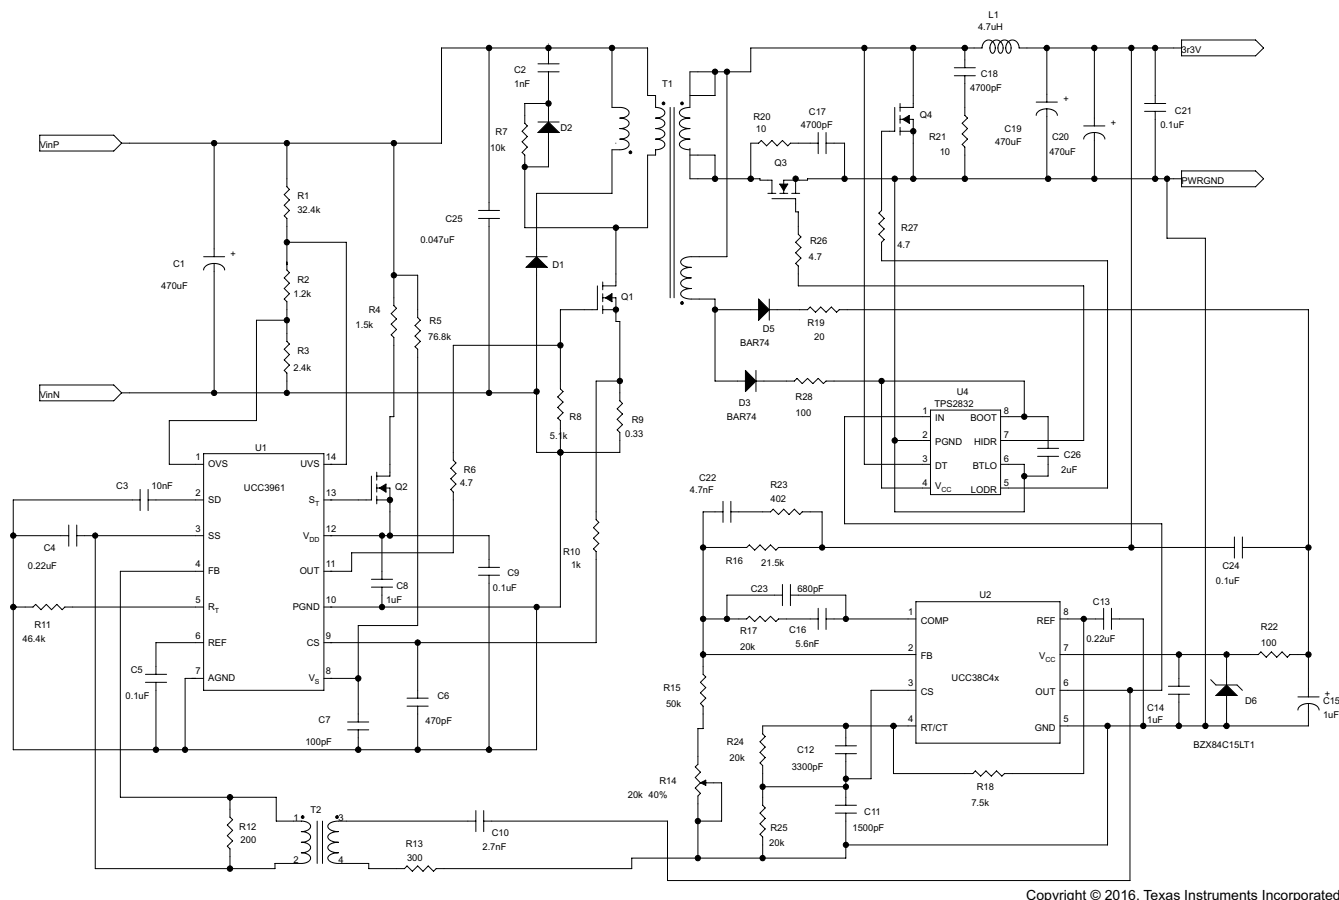 L1
4.7uH
3r3V
C2
1nF
T1
C18
4700pF
C17
4700pF
R20
10
Q4
C19
470uF
C20
470uF
C21
0.1uF
R7
10k
D2
R21
10
VinP
Q3
PWRGND
R1
32.4k
C25
0.047uF
R27
4.7
R26
4.7
C1
470uF
+
+
+
D1
R2
1.2k
R4
1.5k
R5
76.8k
Q1
D5
BAR74
R19
20
R3
2.4k
VinN
D3
BAR74
R28
100
U4
TPS2832
1 IN BOOT 8
2 PGND HIDR 7
3 DT BTLO 6
4 VCC LODR 5
C26
2uF
R8
5.1k
R9
0.33
U1
UCC3961
1 OVS UVS 14
2 SD ST 13
3 SS VDD 12
4 FB OUT 11
5 RT PGND 10
6 REF CS 9
7 AGND VS 8
C3
10nF
Q2
R6
4.7
C22
4.7nF
R23
402
C4
0.22uF
R10
1k
R16
21.5k
C24
0.1uF
C8
1uF
C9
0.1uF
C23
680pF
U2
UCC38C4x
1 COMP REF 8
2 FB VCC 7
3 CS OUT 6
4 RT/CT GND 5
C13
0.22uF
R11
46.4k
R17
20k
C16
5.6nF
R22
100
C5
0.1uF
R15
50k
C6
470pF
C14
1uF
D6
+
C15
1uF
C7
100pF
BZX84C15LT1
R24
20k
C12
3300pF
R14
20k 40%
R18
7.5k
C11
1500pF
R25
20k
T2
1
2
3
4
R12
200
C10
2.7nF
R13
300
Copyright © 2016, Texas Instruments Incorporated